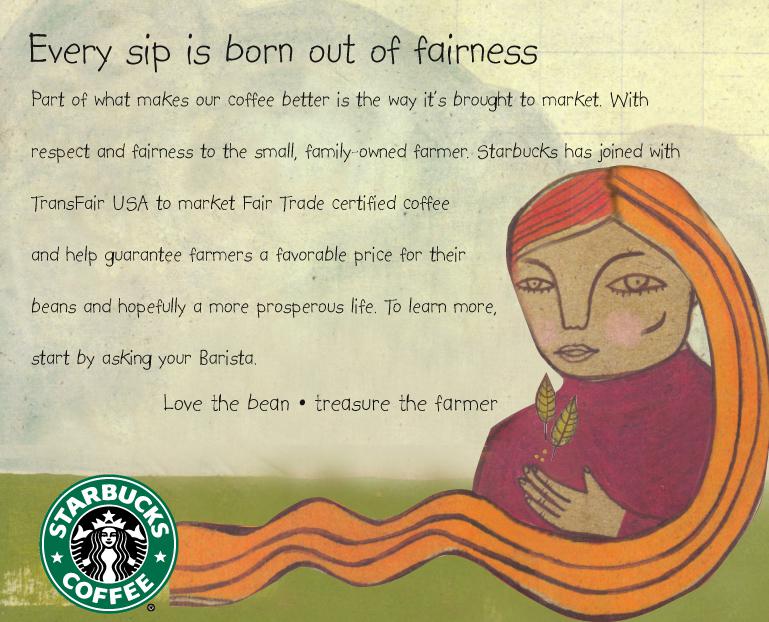 Every sip is born out of fairness
Part of what makes our coffee better is the way it's brought to market. With
respect and fairness to the small, family-owned farmer. Starbucks has joined with
TransFair USA to market Fair Trade certified coffee
and help guarantee farmers a favorable price for their
beans and hopefully a more prosperous life. To learn more,
start by asking your Barista.
Love the bean • treasure the farmer
STARBUCKS
COFFEE
®